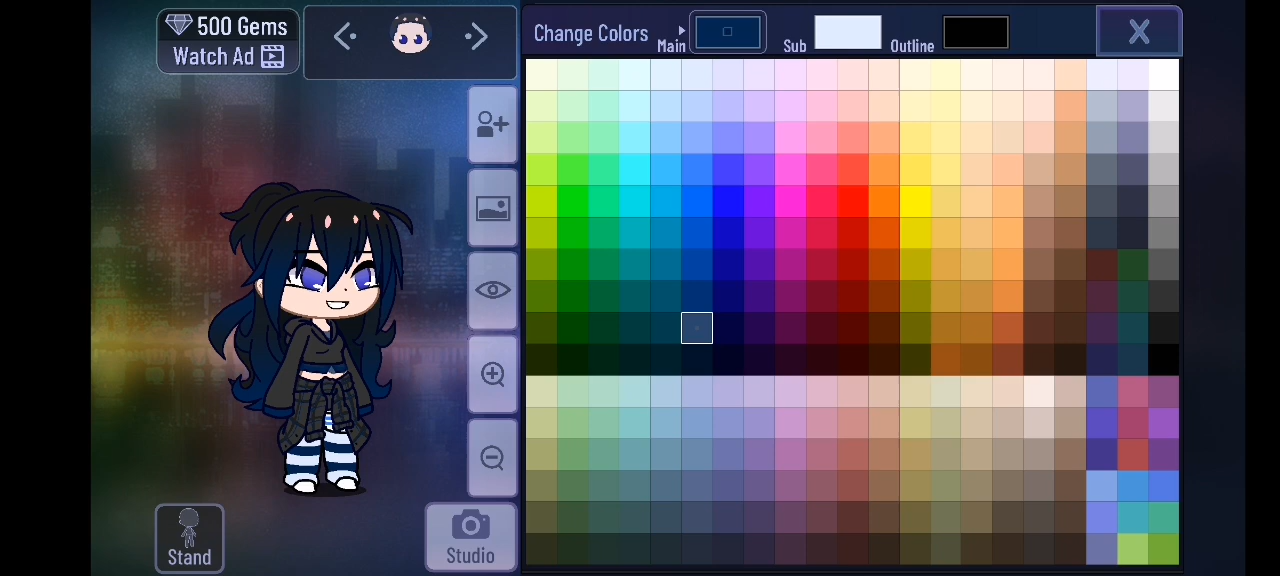 500 Gems
Watch Ad
Change Colors
Main
Sub
Outline
X
Stand
Studio